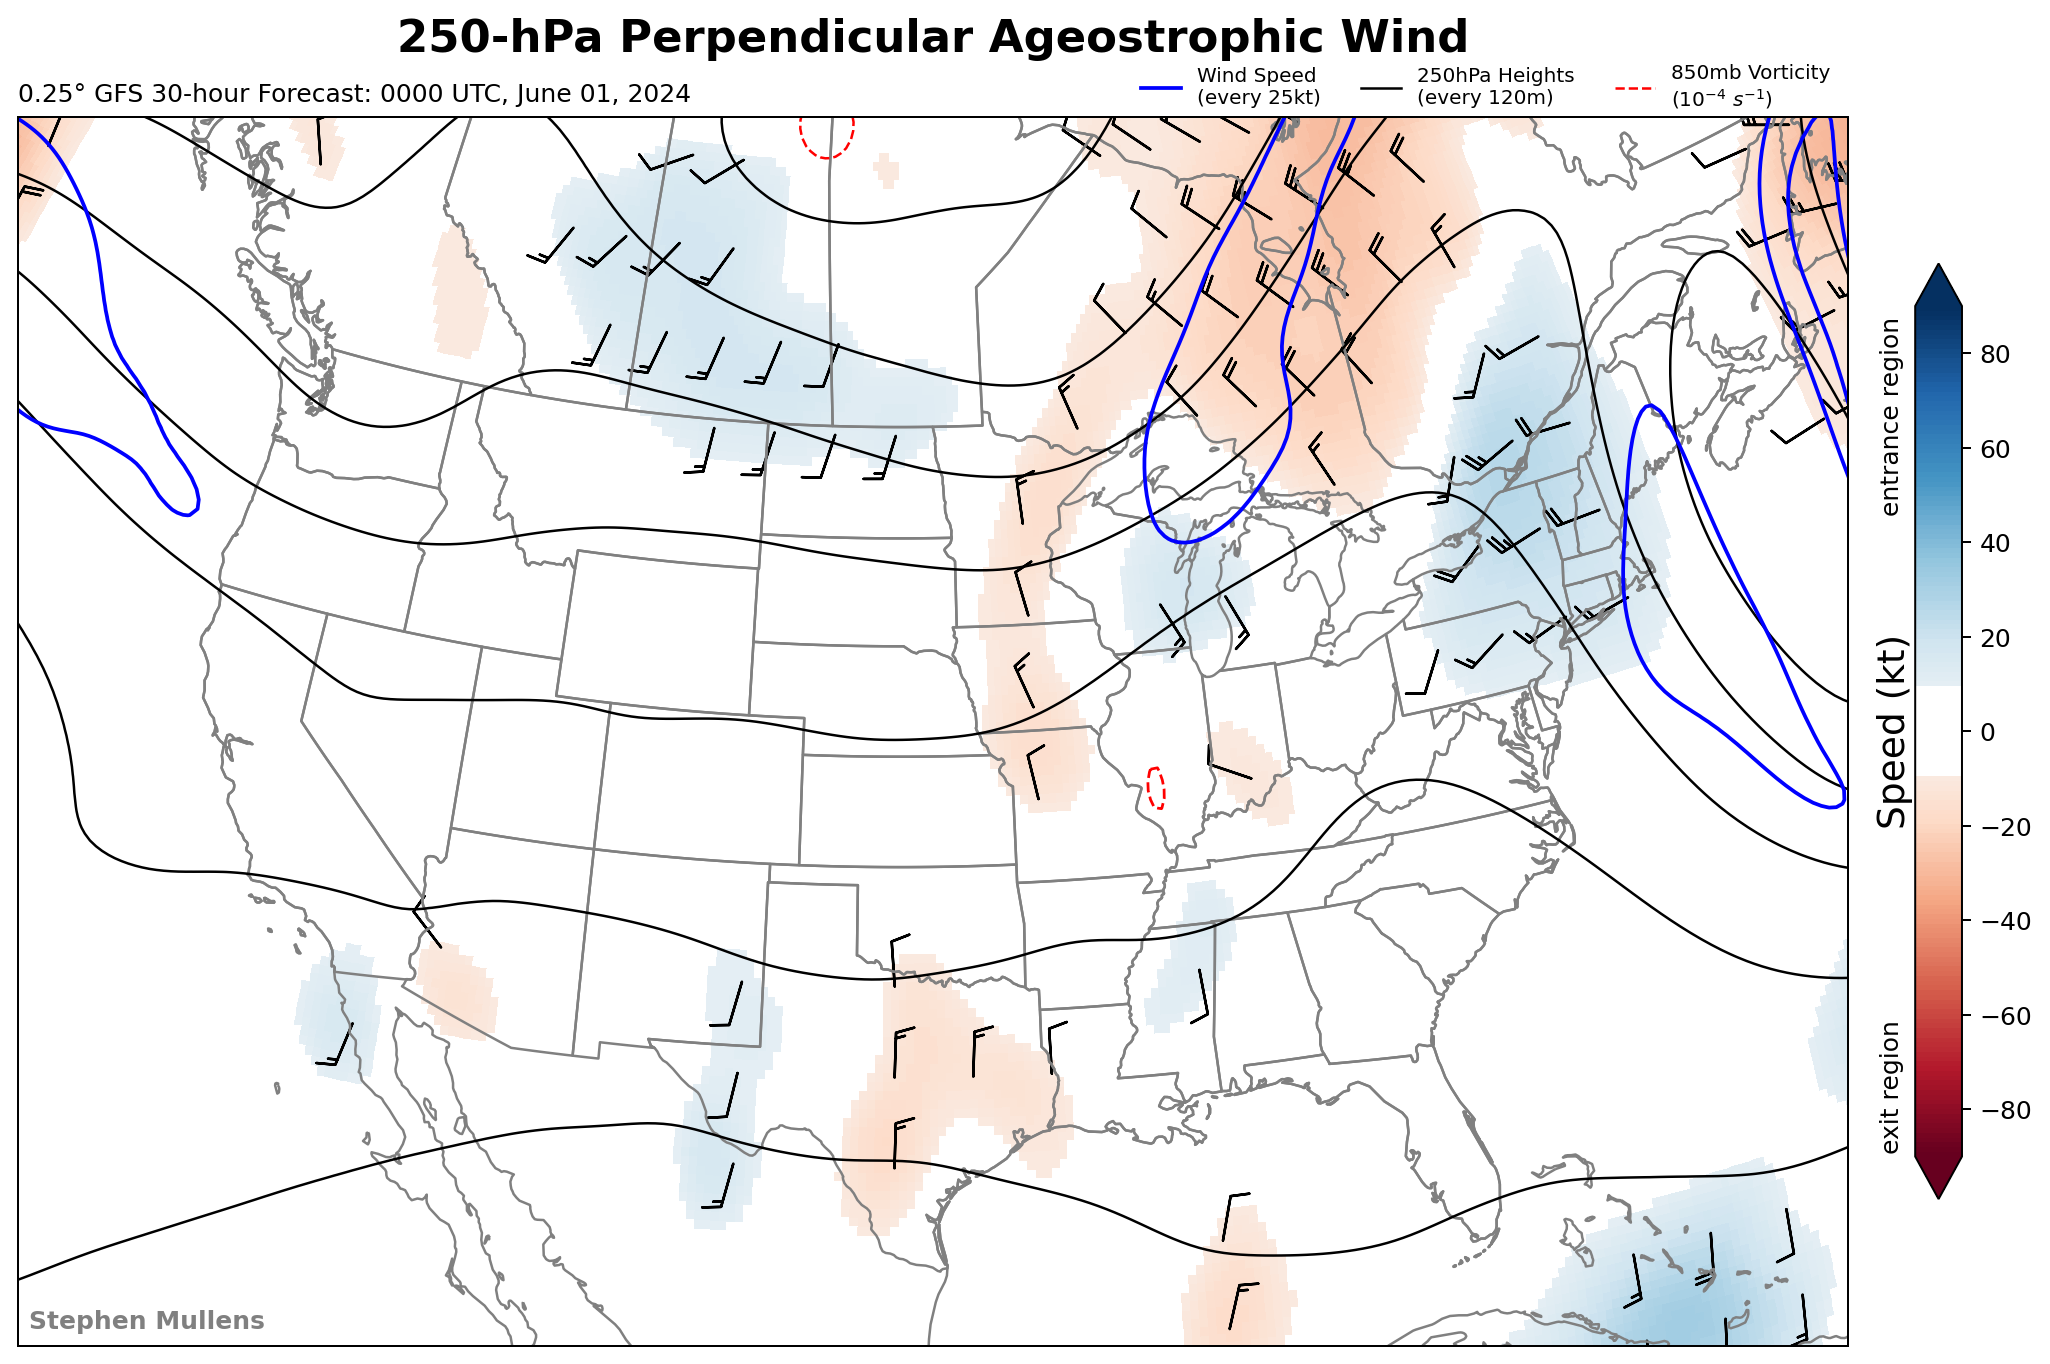 250-hPa Perpendicular Ageostrophic Wind
0.25° GFS 30-hour Forecast: 0000 UTC, June 01, 2024
Wind Speed
(every 25kt)
250hPa Heights
(every 120m)
850mb Vorticity
(10⁻⁴ s⁻¹)
entrance region
Speed (kt)
exit region
80
60
40
20
0
−20
−40
−60
−80
Stephen Mullens